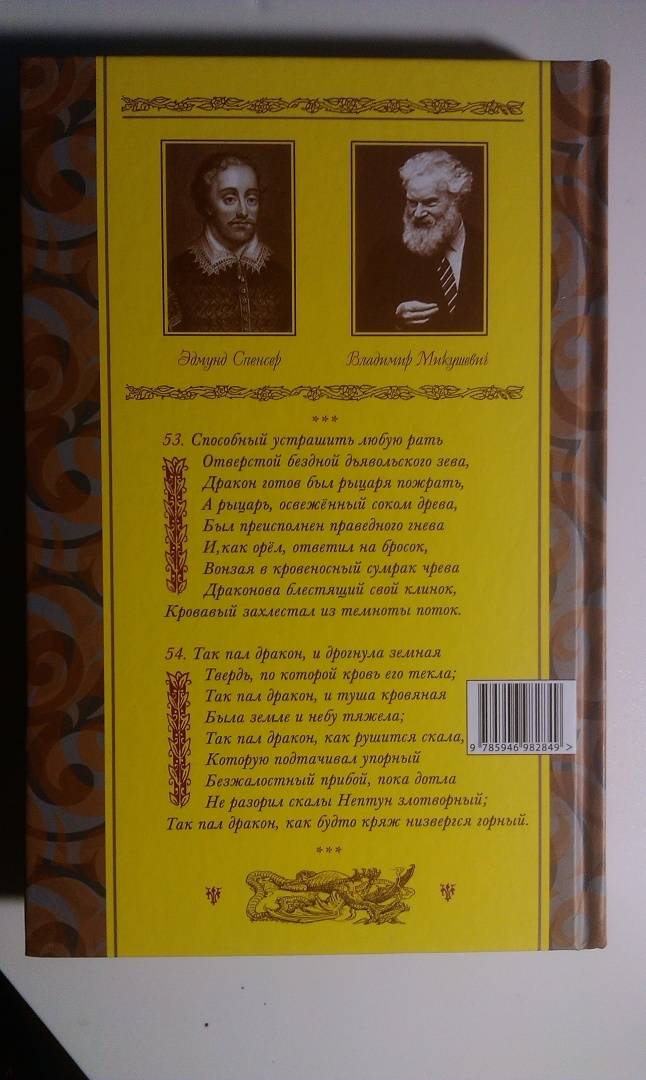 Эдмунд Спенсер
Владимир Микушевич
***
53. Способный устрашить любую рать
Отверстой бездной дьявольского зева,
Дракон готов был рыцаря пожрать,
А рыцарь, освежённый соком древа,
Был преисполнен праведного гнева
И,как орёл, ответил на бросок,
Вонзая в кровеносный сумрак чрева
Драконова блестящий свой клинок,
Кровавый захлестал из темноты поток.
54. Так пал дракон, и дрогнула земная
Твердь, по которой кровь его текла;
Так пал дракон, и туша кровяная
Была земле и небу тяжела;
Так пал дракон, как рушится скала,
Которую подтачивал упорный
Безжалостный прибой, пока дотла
Не разорил скалы Нептун злотворный;
Так пал дракон, как будто кряж низвергся горный.
***
9 785946 982849 >